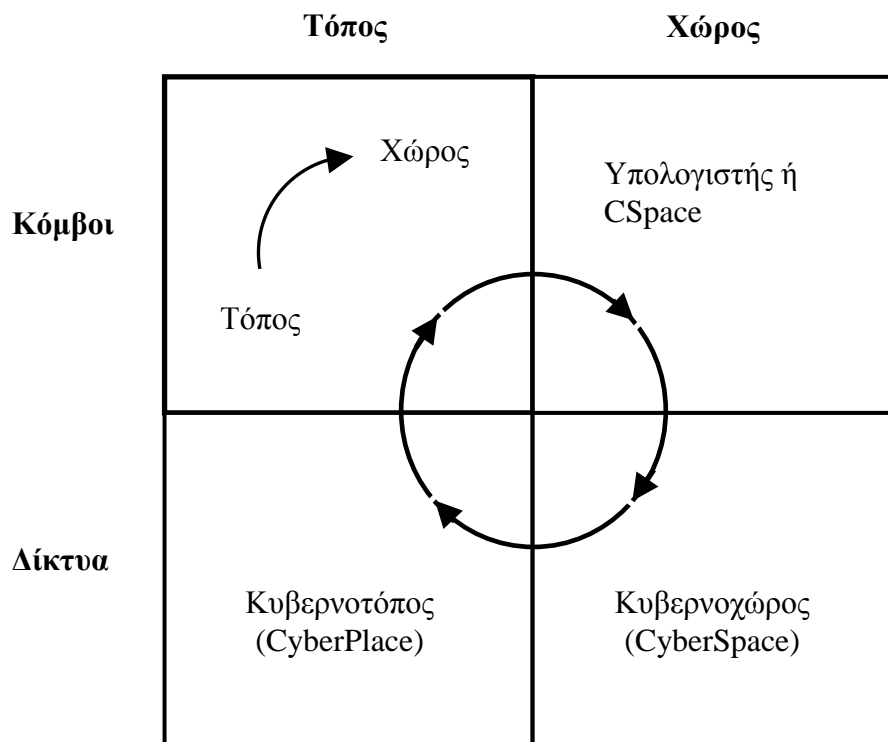 Τόπος Χώρος
Χώρος
Υπολογιστής ή
CSpace
Κόμβοι
Τόπος
Δίκτυα
Κυβερνοτόπος
(CyberPlace)
Κυβερνοχώρος
(CyberSpace)